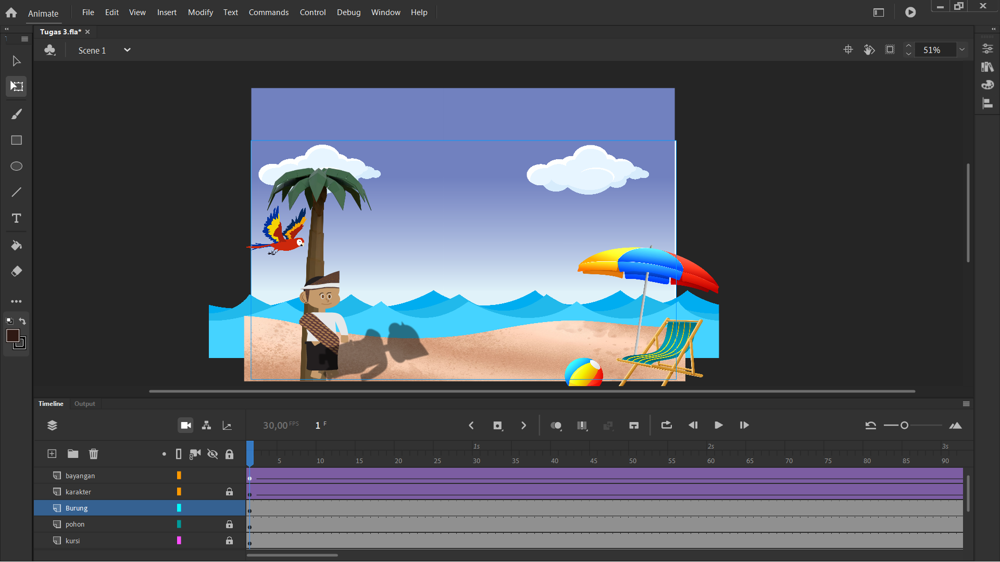 Animate File Edit View Insert Modify Text Commands Control Debug Window Help
Tugas 3.fla*
Scene 1 51%
Timeline Output
30,00 FPS 1 F
1s 2s 3s
5 10 15 20 25 30 35 40 45 50 55 60 65 70 75 80 85 90
bayangan
karakter
Burung
pohon
kursi